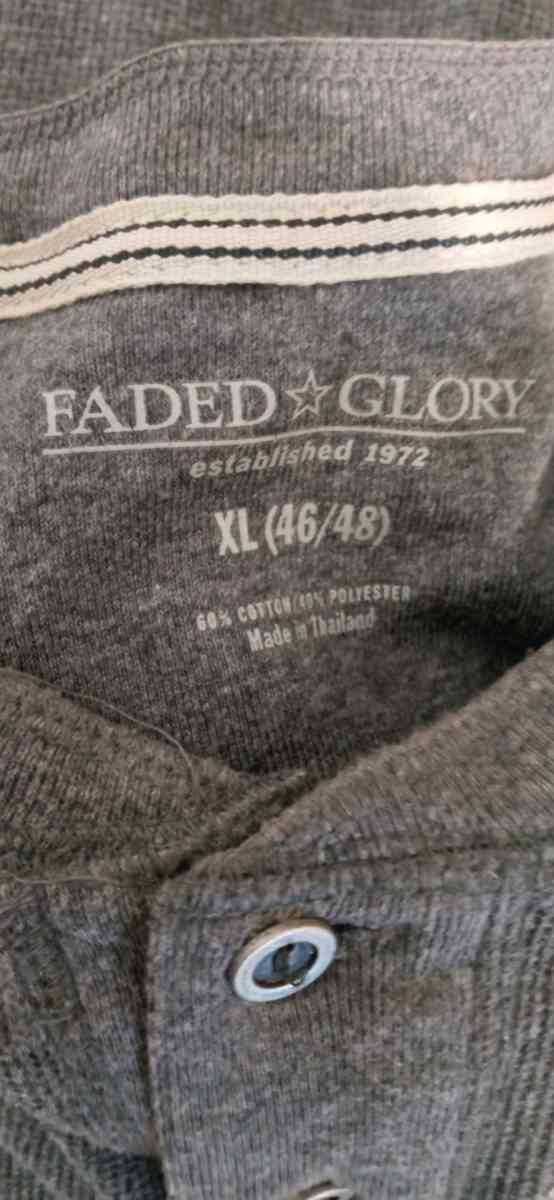 FADED ☆ GLORY
established 1972
XL (46/48)
60% COTTON/40% POLYESTER
Made in Thailand